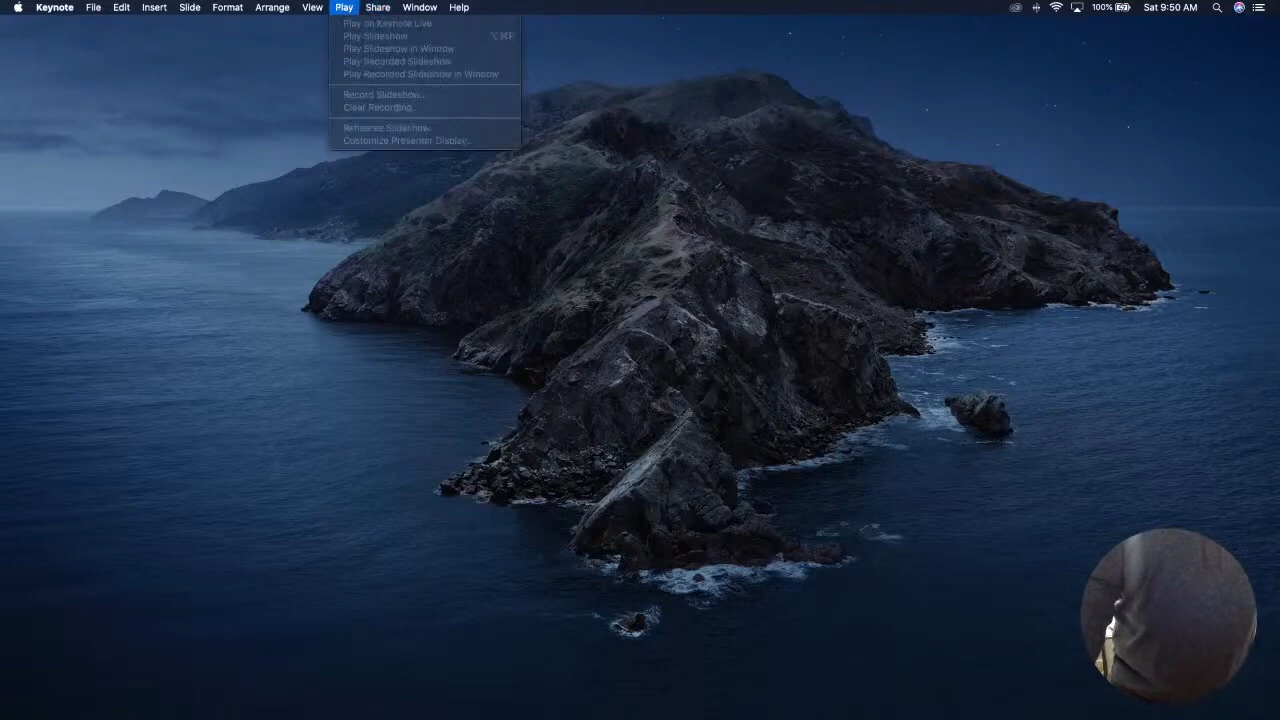 Keynote File Edit Insert Slide Format Arrange View Play Share Window Help 100% Sat 9:50 AM
Play on Keynote Live
Play Slideshow ⌥⌘P
Play Slideshow in Window
Play Recorded Slideshow
Play Recorded Slideshow in Window
Record Slideshow...
Clear Recording...
Rehearse Slideshow
Customize Presenter Display...